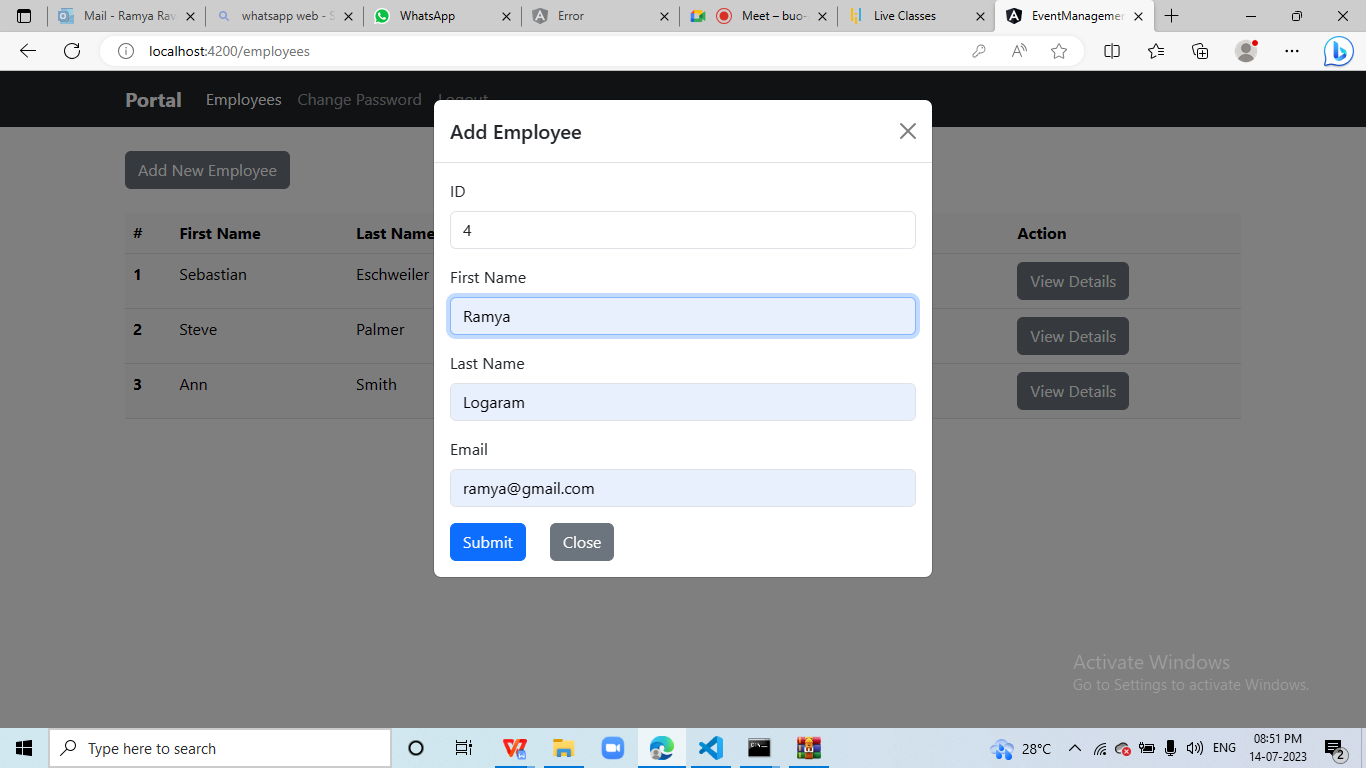 Mail - Ramya Rav
whatsapp web - S
WhatsApp
Error
Meet – buo-
Live Classes
EventManagemer
localhost:4200/employees
Portal Employees Change Password Logout
Add Employee
Add New Employee
ID
4
# First Name Last Name Action
1 Sebastian Eschweiler View Details
First Name
Ramya
2 Steve Palmer View Details
Last Name
3 Ann Smith View Details
Logaram
Email
ramya@gmail.com
Submit Close
Activate Windows
Go to Settings to activate Windows.
Type here to search
28°C
ENG
08:51 PM
14-07-2023
2